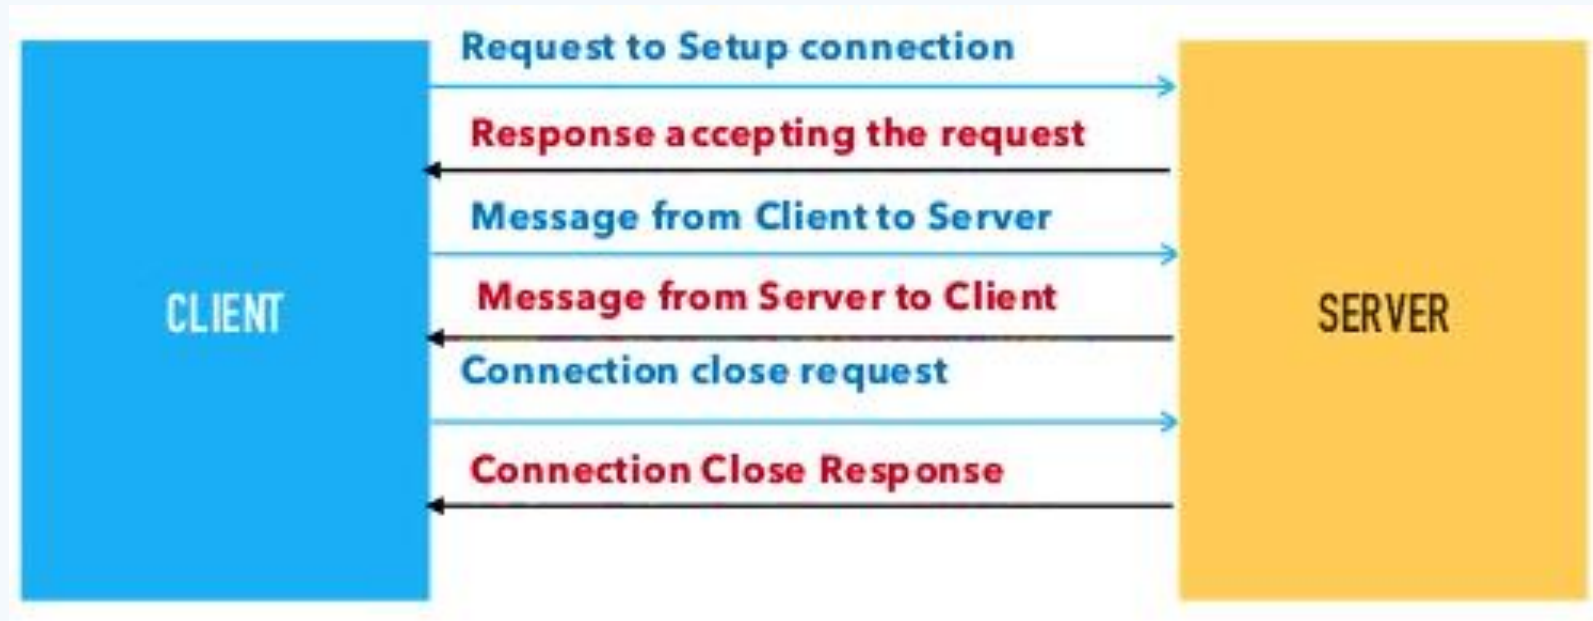 Request to Setup connection
Response accepting the request
Message from Client to Server
Message from Server to Client
CLIENT
SERVER
Connection close request
Connection Close Response